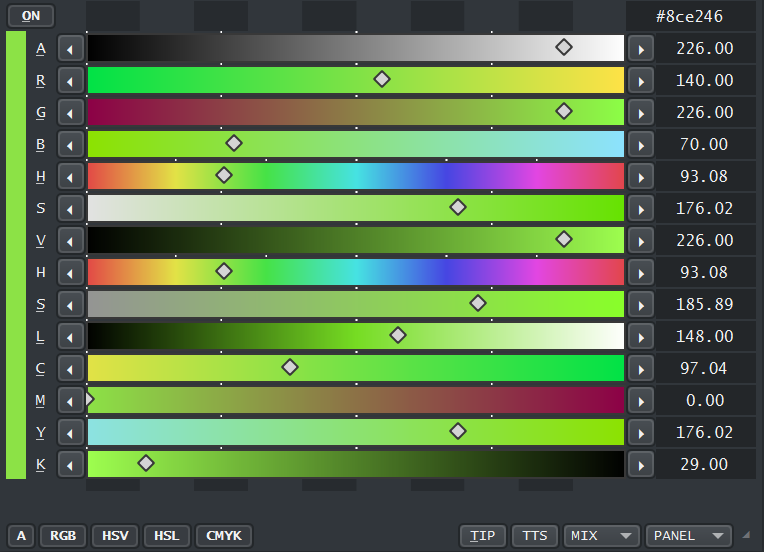 ON #8ce246
A 226.00
R 140.00
G 226.00
B 70.00
H 93.08
S 176.02
V 226.00
H 93.08
S 185.89
L 148.00
C 97.04
M 0.00
Y 176.02
K 29.00
A RGB HSV HSL CMYK TIP TTS MIX PANEL